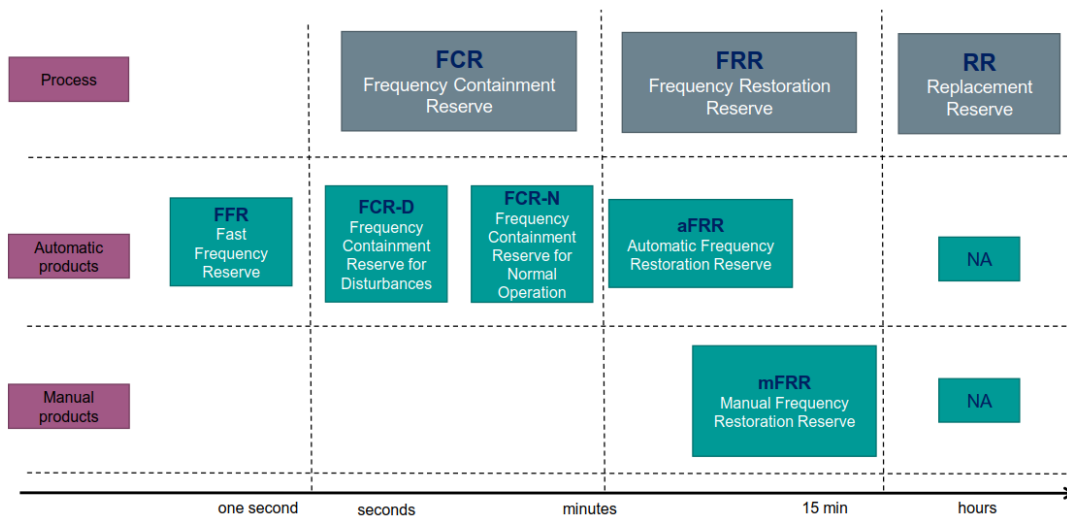 Process
FCR
Frequency Containment
Reserve
FRR
Frequency Restoration
Reserve
RR
Replacement
Reserve
Automatic
products
FFR
Fast
Frequency
Reserve
FCR-D
Frequency
Containment
Reserve for
Disturbances
FCR-N
Frequency
Containment
Reserve for
Normal
Operation
aFRR
Automatic Frequency
Restoration Reserve
NA
Manual
products
mFRR
Manual Frequency
Restoration Reserve
NA
one second
seconds
minutes
15 min
hours